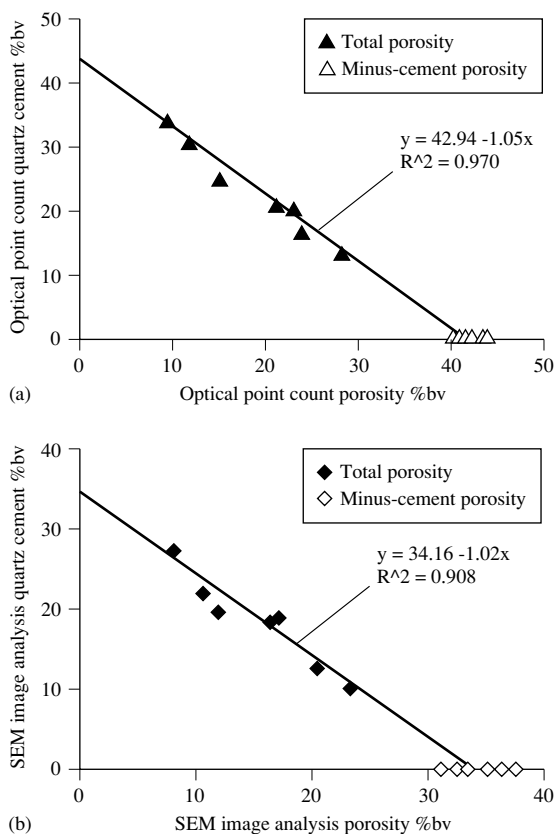 50
40
30
20
10
0
Optical point count quartz cement %bv
Total porosity
Minus-cement porosity
y = 42.94 -1.05x
R^2 = 0.970
0 10 20 30 40 50
(a) Optical point count porosity %bv
40
30
20
10
0
SEM image analysis quartz cement %bv
Total porosity
Minus-cement porosity
y = 34.16 -1.02x
R^2 = 0.908
0 10 20 30 40
(b) SEM image analysis porosity %bv